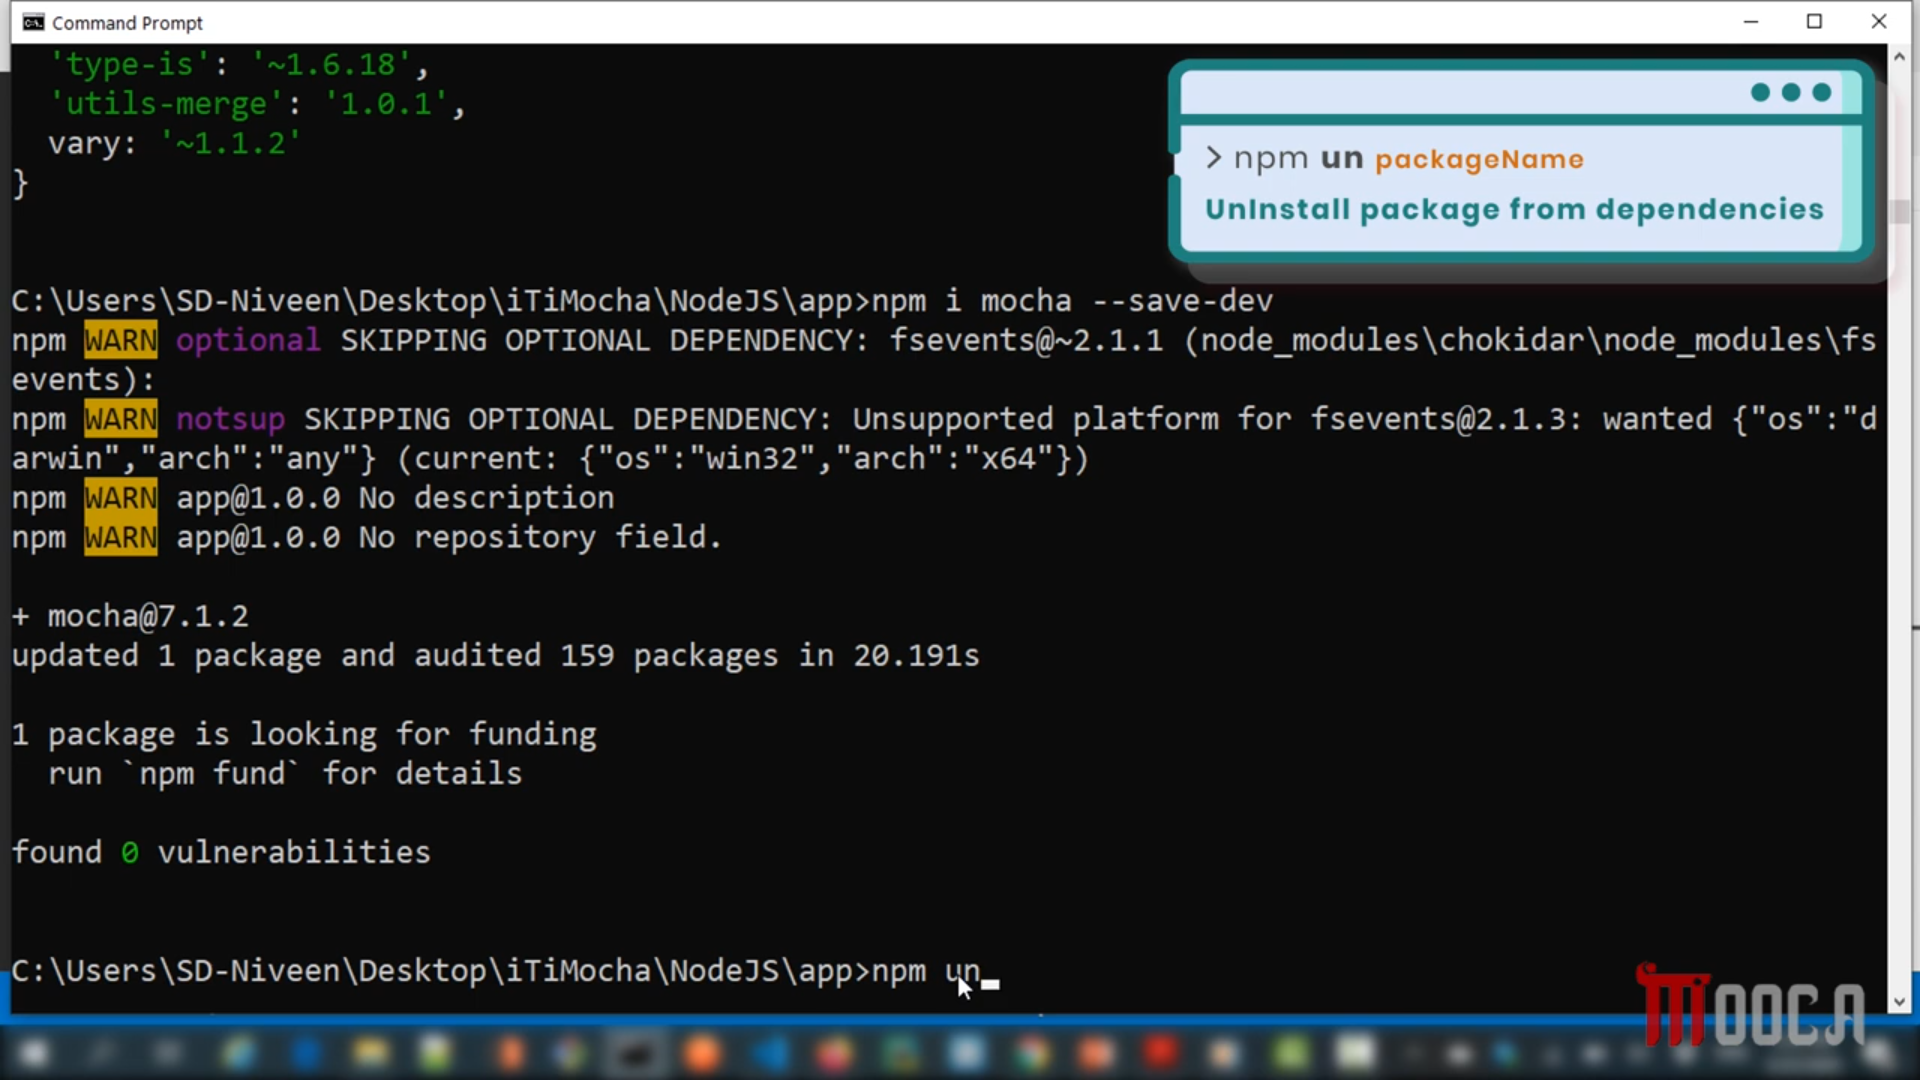 Command Prompt
'type-is': '~1.6.18',
'utils-merge': '1.0.1',
vary: '~1.1.2'
}
> npm un packageName
UnInstall package from dependencies
C:\Users\SD-Niveen\Desktop\iTiMocha\NodeJS\app>npm i mocha --save-dev
npm WARN optional SKIPPING OPTIONAL DEPENDENCY: fsevents@~2.1.1 (node_modules\chokidar\node_modules\fs
events):
npm WARN notsup SKIPPING OPTIONAL DEPENDENCY: Unsupported platform for fsevents@2.1.3: wanted {"os":"d
arwin","arch":"any"} (current: {"os":"win32","arch":"x64"})
npm WARN app@1.0.0 No description
npm WARN app@1.0.0 No repository field.
+ mocha@7.1.2
updated 1 package and audited 159 packages in 20.191s
1 package is looking for funding
run `npm fund` for details
found 0 vulnerabilities
C:\Users\SD-Niveen\Desktop\iTiMocha\NodeJS\app>npm un
MOOCA